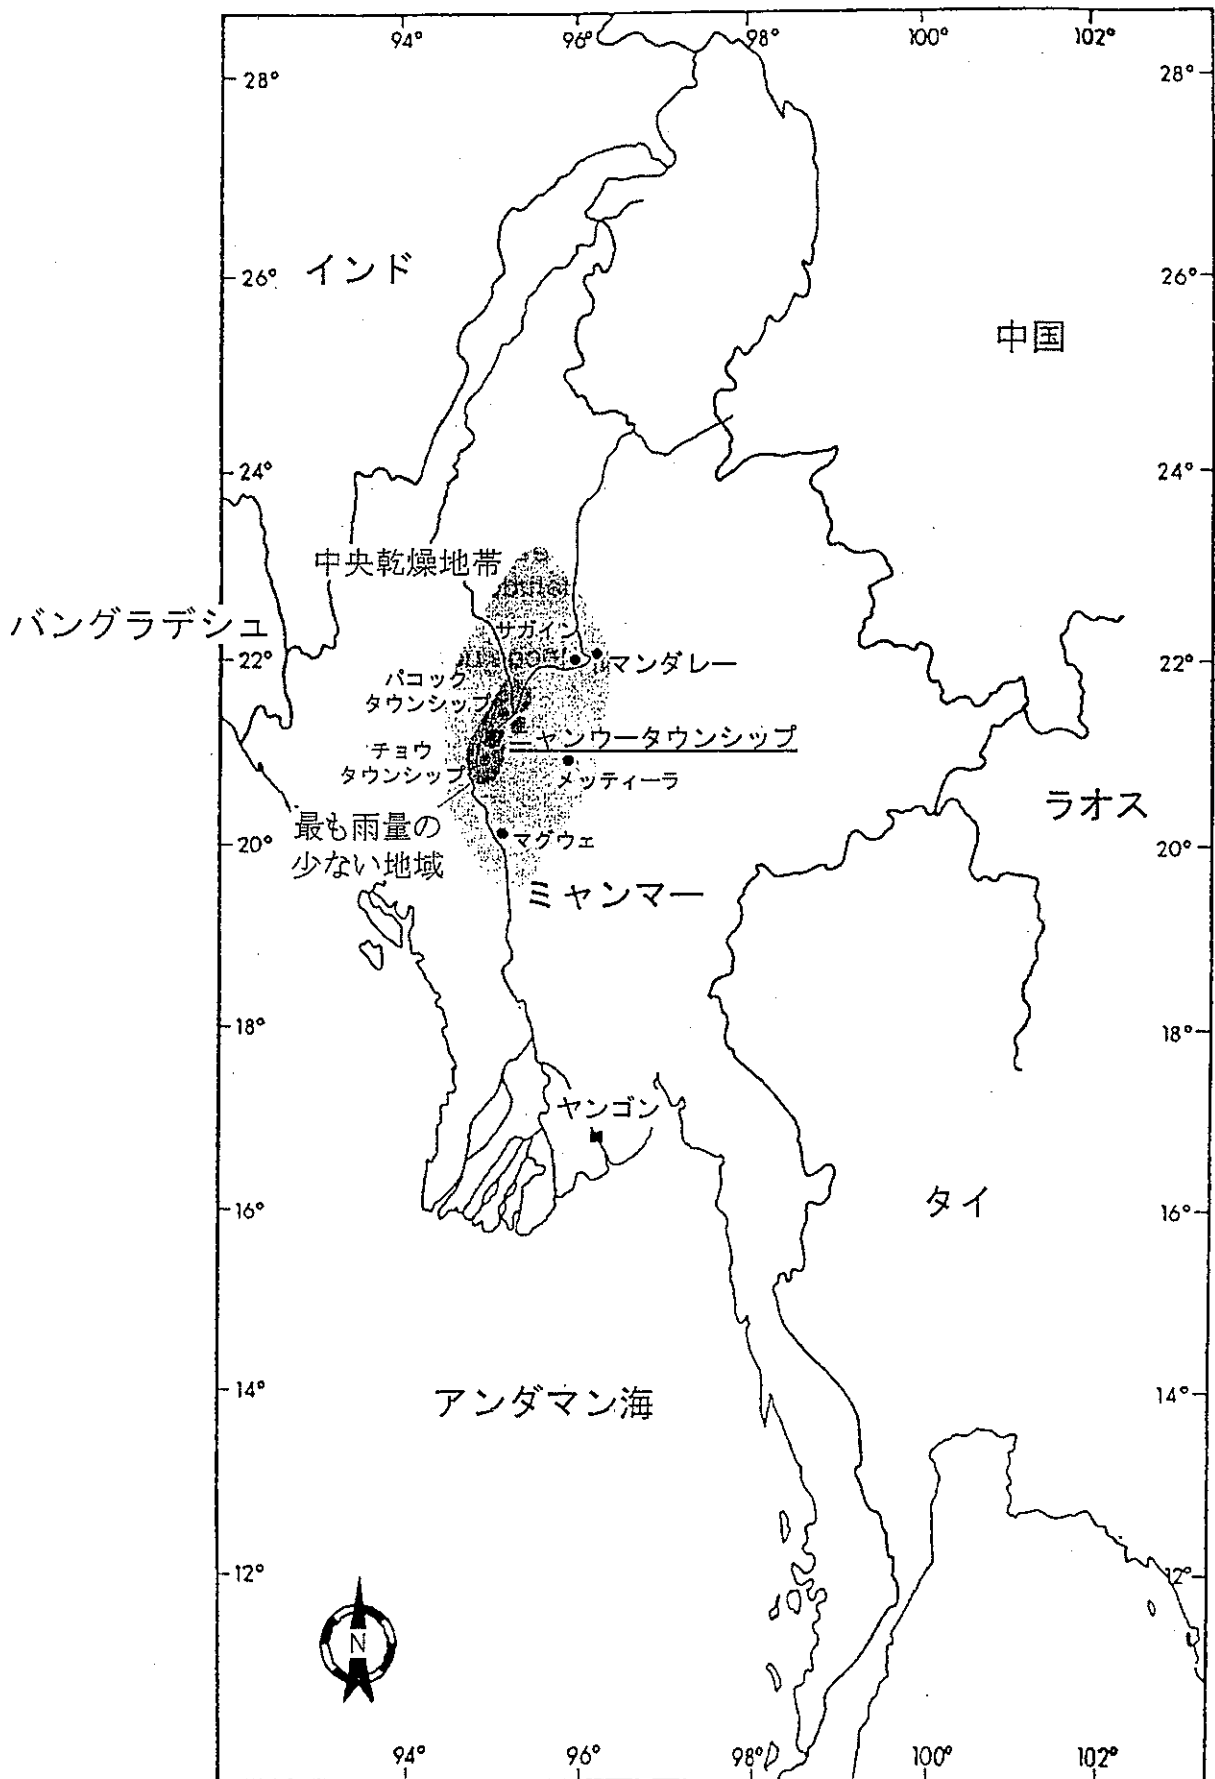 94°
96°
98°
100°
102°
28°
28°
インド
26°
26°
中国
24°
24°
中央乾燥地帯
バングラデシュ
サガイン
22°
マンダレー
22°
パコック
タウンシップ
ニャンウータウンシップ
チョウ
タウンシップ
メッティーラ
ラオス
最も雨量の
少ない地域
20°
マグウェ
20°
ミャンマー
18°
18°
ヤンゴン
16°
タイ
16°
アンダマン海
14°
14°
12°
12°
N
94°
96°
98°
100°
102°